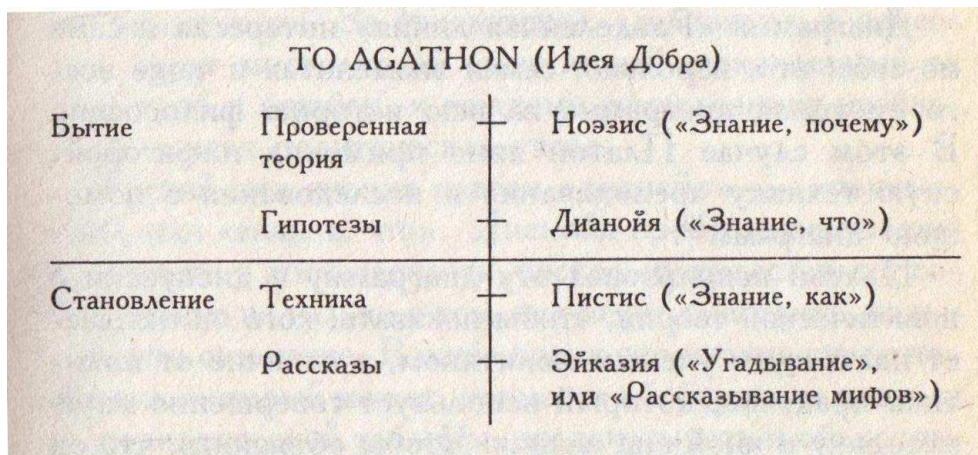 TO AGATHON (Идея Добра)
Бытие Проверенная теория Ноэзис («Знание, почему»)
Гипотезы Дианойя («Знание, что»)
Становление Техника Пистис («Знание, как»)
Рассказы Эйказия («Угадывание», или «Рассказывание мифов»)